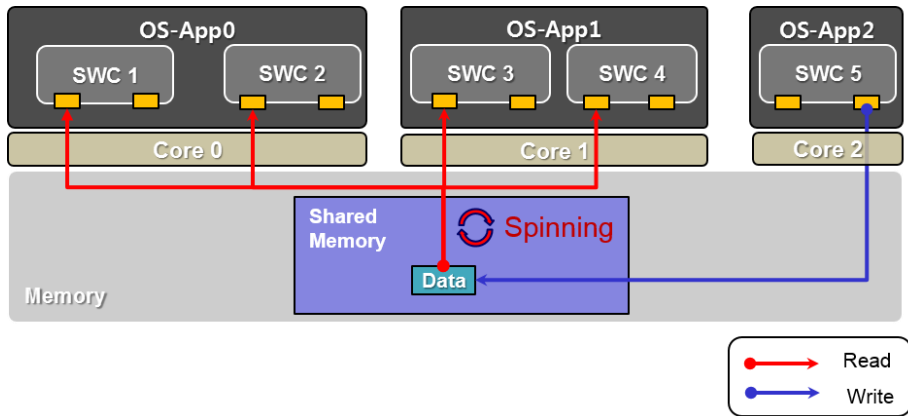 OS-App0
OS-App1
OS-App2
SWC 1
SWC 2
SWC 3
SWC 4
SWC 5
Core 0
Core 1
Core 2
Shared
Memory
Spinning
Data
Memory
Read
Write